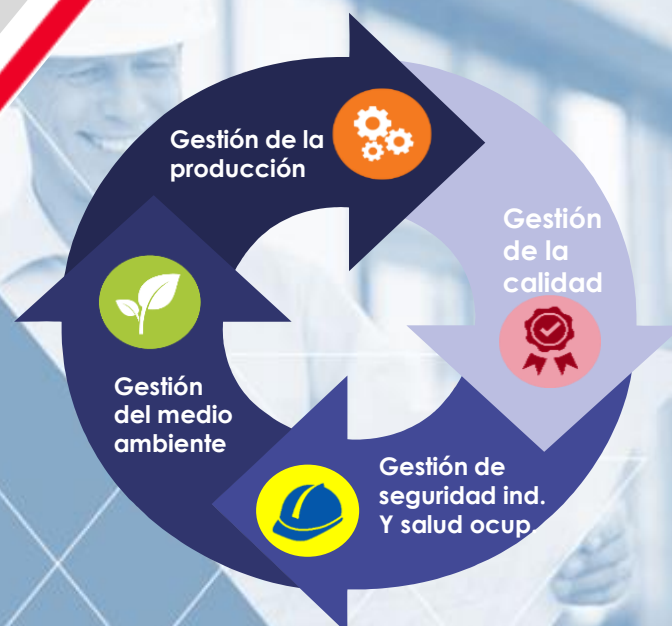 Gestión de la
producción
Gestión
de la
calidad
Gestión de
seguridad ind.
Y salud ocup.
Gestión
del medio
ambiente